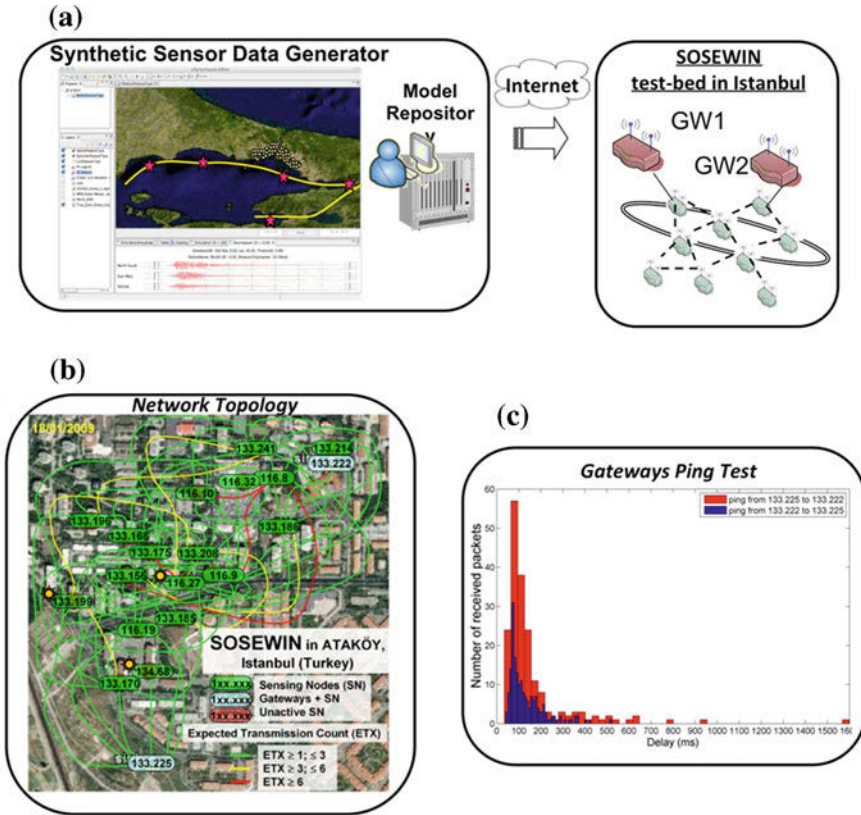 (a)
Synthetic Sensor Data Generator
Model
Repositor
y
Internet
SOSEWIN
test-bed in Istanbul
GW1
GW2
(b)
Network Topology
18/01/2009
133.241
133.214
133.222
116.32
116.8
116.10
133.196
133.186
133.168
133.175
133.208
133.156
116.27
116.9
133.199
133.185
116.19
134.68
133.170
133.225
SOSEWIN in ATAKÖY,
Istanbul (Turkey)
1xx.xxx Sensing Nodes (SN)
1xx.xxx Gateways + SN
1xx.xxx Unactive SN
Expected Transmission Count (ETX)
ETX ≥ 1; ≤ 3
ETX ≥ 3; ≤ 6
ETX ≥ 6
(c)
Gateways Ping Test
ping from 133.225 to 133.222
ping from 133.222 to 133.225
Number of received packets
60
50
40
30
20
10
0
100 200 300 400 500 600 700 800 900 1000 1100 1200 1300 1400 1500 160
Delay (ms)